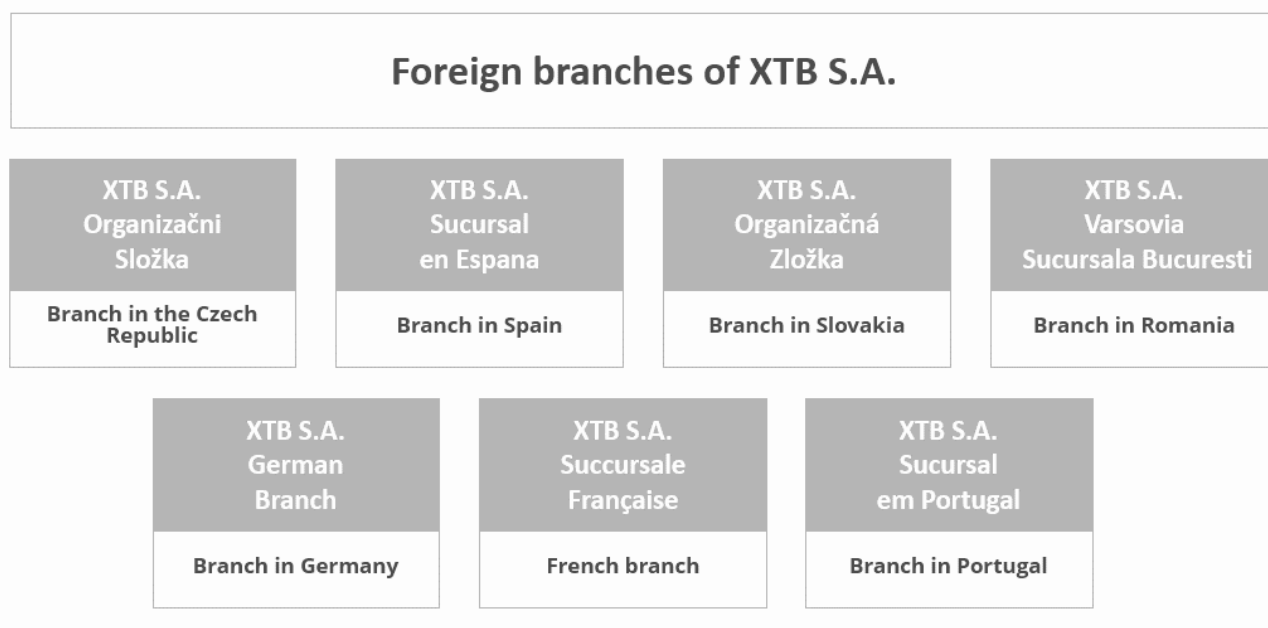 Foreign branches of XTB S.A.
XTB S.A.
Organizačni
Složka
Branch in the Czech
Republic
XTB S.A.
Sucursal
en Espana
Branch in Spain
XTB S.A.
Organizačná
Zložka
Branch in Slovakia
XTB S.A.
Varsovia
Sucursala Bucuresti
Branch in Romania
XTB S.A.
German
Branch
Branch in Germany
XTB S.A.
Succursale
Française
French branch
XTB S.A.
Sucursal
em Portugal
Branch in Portugal